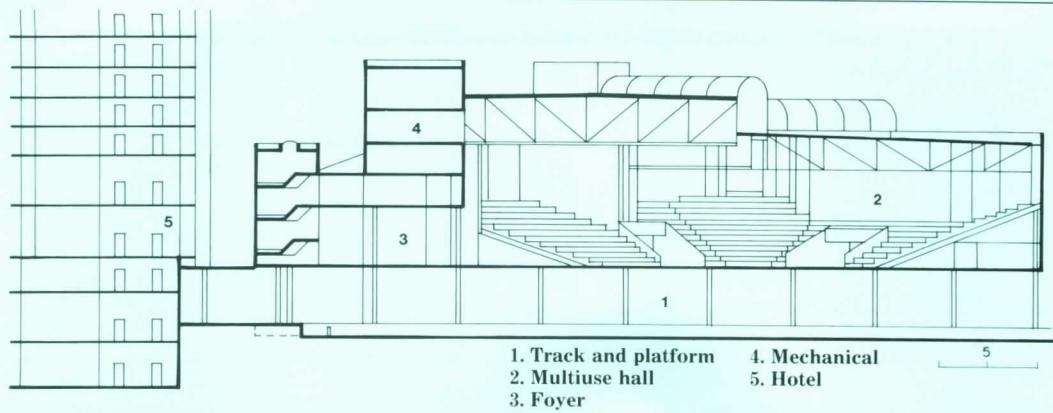 4
5
2
3
1
1. Track and platform 4. Mechanical
2. Multiuse hall 5. Hotel
3. Foyer
5